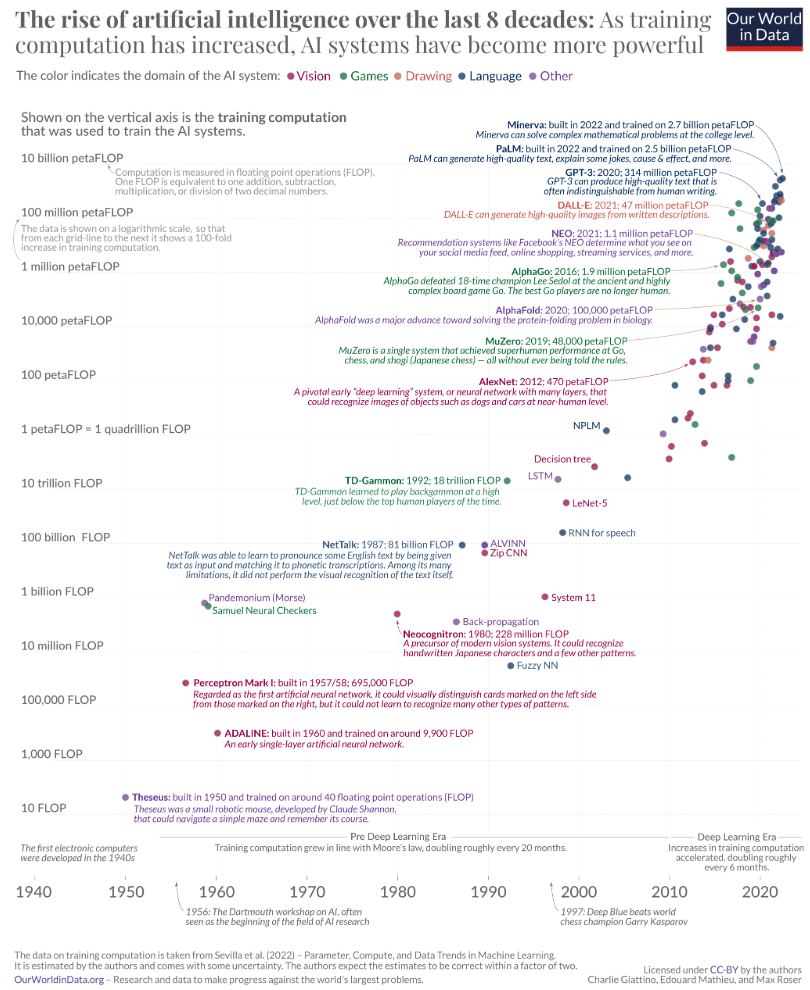 The rise of artificial intelligence over the last 8 decades: As training
computation has increased, AI systems have become more powerful
Our World
in Data
The color indicates the domain of the AI system: Vision Games Drawing Language Other
Shown on the vertical axis is the training computation
that was used to train the AI systems.
Minerva: built in 2022 and trained on 2.7 billion petaFLOP
Minerva can solve complex mathematical problems at the college level.
PaLM: built in 2022 and trained on 2.5 billion petaFLOP
PaLM can generate high-quality text, explain some jokes, cause & effect, and more.
10 billion petaFLOP
Computation is measured in floating point operations (FLOP).
One FLOP is equivalent to one addition, subtraction,
multiplication, or division of two decimal numbers.
GPT-3: 2020; 314 million petaFLOP
GPT-3 can produce high-quality text that is
often indistinguishable from human writing.
DALL-E: 2021; 47 million petaFLOP
DALL-E can generate high-quality images from written descriptions.
100 million petaFLOP
The data is shown on a logarithmic scale, so that
from each grid-line to the next it shows a 100-fold
increase in training computation.
NEO: 2021; 1.1 million petaFLOP
Recommendation systems like Facebook's NEO determine what you see on
your social media feed, online shopping, streaming services, and more.
1 million petaFLOP
AlphaGo: 2016; 1.9 million petaFLOP
AlphaGo defeated 18-time champion Lee Sedol at the ancient and highly
complex board game Go. The best Go players are no longer human.
AlphaFold: 2020; 100,000 petaFLOP
AlphaFold was a major advance toward solving the protein-folding problem in biology.
10,000 petaFLOP
MuZero: 2019; 48,000 petaFLOP
MuZero is a single system that achieved superhuman performance at Go,
chess, and shogi (Japanese chess) — all without ever being told the rules.
100 petaFLOP
AlexNet: 2012; 470 petaFLOP
A pivotal early "deep learning" system, or neural network with many layers, that
could recognize images of objects such as dogs and cars at near-human level.
1 petaFLOP = 1 quadrillion FLOP
NPLM
Decision tree
LSTM
10 trillion FLOP
TD-Gammon: 1992; 18 trillion FLOP
TD-Gammon learned to play backgammon at a high
level, just below the top human players of the time.
LeNet-5
100 billion FLOP
RNN for speech
NetTalk: 1987; 81 billion FLOP
NetTalk was able to learn to pronounce some English text by being given
text as input and matching it to phonetic transcriptions. Among its many
limitations, it did not perform the visual recognition of the text itself.
ALVINN
Zip CNN
1 billion FLOP
Pandemonium (Morse)
Samuel Neural Checkers
System 11
Back-propagation
Neocognitron: 1980; 228 million FLOP
A precursor of modern vision systems. It could recognize
handwritten Japanese characters and a few other patterns.
10 million FLOP
Fuzzy NN
Perceptron Mark I: built in 1957/58; 695,000 FLOP
Regarded as the first artificial neural network, it could visually distinguish cards marked on the left side
from those marked on the right, but it could not learn to recognize many other types of patterns.
100,000 FLOP
ADALINE: built in 1960 and trained on around 9,900 FLOP
An early single-layer artificial neural network.
1,000 FLOP
Theseus: built in 1950 and trained on around 40 floating point operations (FLOP)
Theseus was a small robotic mouse, developed by Claude Shannon,
that could navigate a simple maze and remember its course.
10 FLOP
The first electronic computers
were developed in the 1940s
Pre Deep Learning Era
Training computation grew in line with Moore's law, doubling roughly every 20 months.
Deep Learning Era
Increases in training computation
accelerated, doubling roughly
every 6 months.
1940 1950 1960 1970 1980 1990 2000 2010 2020
1956: The Dartmouth workshop on AI, often
seen as the beginning of the field of AI research
1997: Deep Blue beats world
chess champion Garry Kasparov
The data on training computation is taken from Sevilla et al. (2022) – Parameter, Compute, and Data Trends in Machine Learning.
It is estimated by the authors and comes with some uncertainty. The authors expect the estimates to be correct within a factor of two.
OurWorldinData.org – Research and data to make progress against the world's largest problems.
Licensed under CC-BY by the authors
Charlie Giattino, Edouard Mathieu, and Max Roser